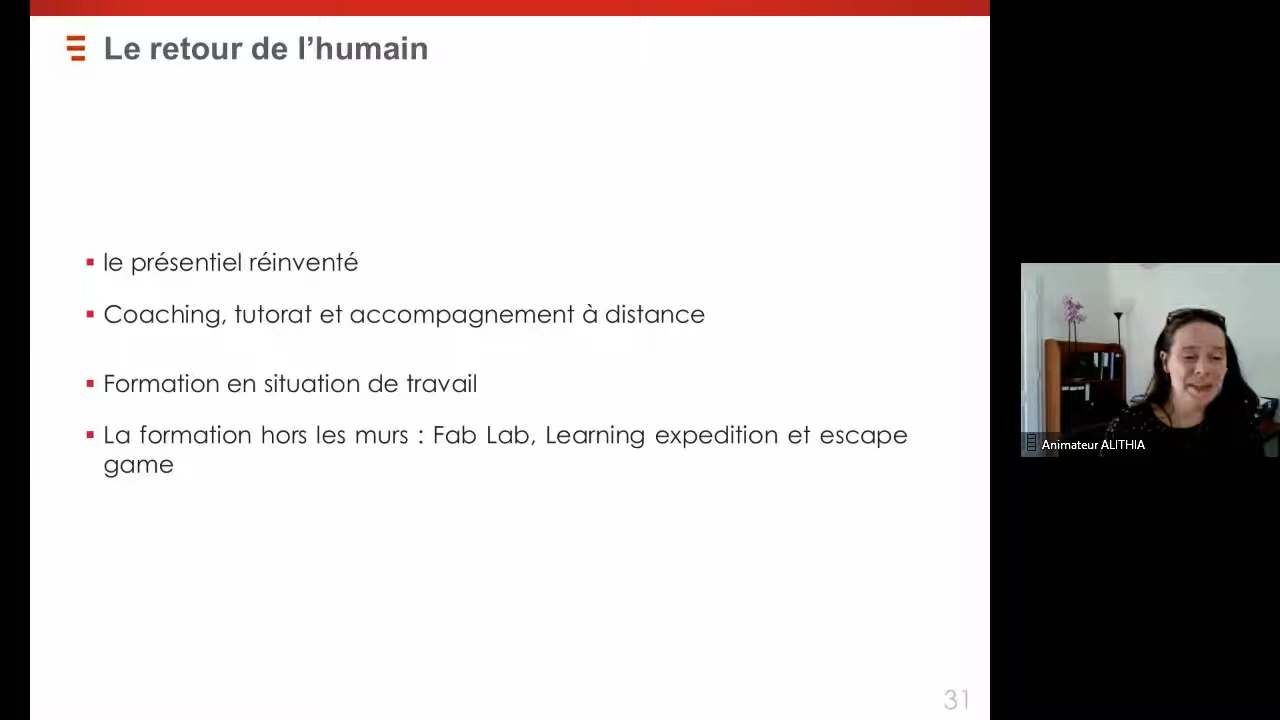 Le retour de l’humain
▪ le présentiel réinventé
▪ Coaching, tutorat et accompagnement à distance
▪ Formation en situation de travail
▪ La formation hors les murs : Fab Lab, Learning expedition et escape
game
Animateur ALITHIA
31